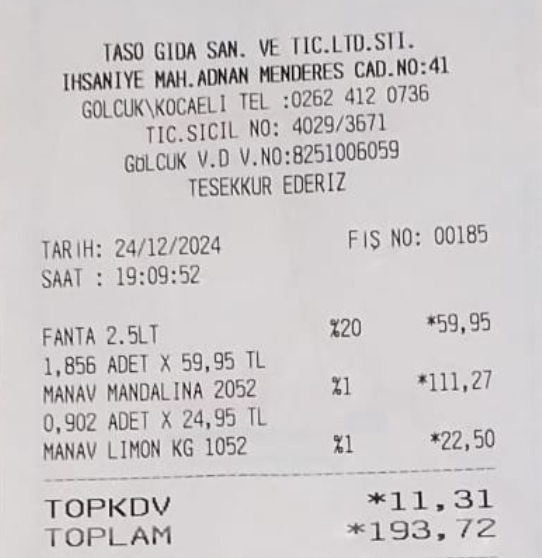 TASO GIDA SAN. VE TIC.LTD.STI.
IHSANIYE MAH.ADNAN MENDERES CAD.NO:41
GOLCUK\KOCAELI TEL :0262 412 0736
TIC.SICIL NO: 4029/3671
GöLCUK V.D V.NO:8251006059
TESEKKUR EDERIZ
TARIH: 24/12/2024 FIŞ NO: 00185
SAAT : 19:09:52
FANTA 2.5LT %20 *59,95
1,856 ADET X 59,95 TL
MANAV MANDALINA 2052 %1 *111,27
0,902 ADET X 24,95 TL
MANAV LIMON KG 1052 %1 *22,50
TOPKDV *11,31
TOPLAM *193,72